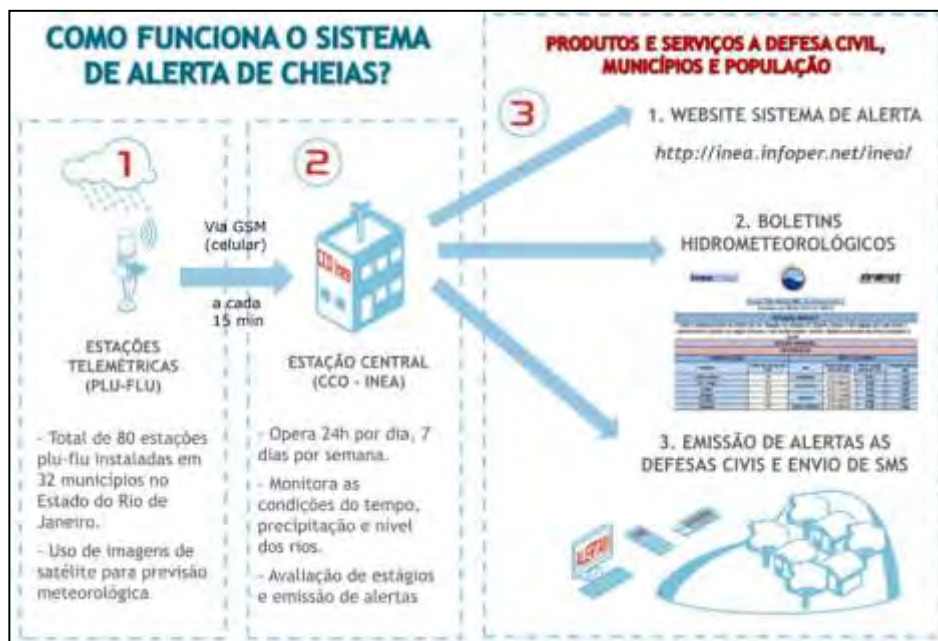 COMO FUNCIONA O SISTEMA
DE ALERTA DE CHEIAS?
1
ESTAÇÕES
TELEMÉTRICAS
(PLU-FLU)
- Total de 80 estações
plu-flu instaladas em
32 municípios no
Estado do Rio de
Janeiro.
- Uso de imagens de
satélite para previsão
meteorológica
Via GSM
(celular)
a cada
15 min
2
CCO Inea
ESTAÇÃO CENTRAL
(CCO - INEA)
- Opera 24h por dia, 7
dias por semana.
- Monitora as
condições do tempo,
precipitação e nível
dos rios.
- Avaliação de estágios
e emissão de alertas
PRODUTOS E SERVIÇOS A DEFESA CIVIL,
MUNICÍPIOS E POPULAÇÃO
3
1. WEBSITE SISTEMA DE ALERTA
http://inea.infoper.net/inea/
2. BOLETINS
HIDROMETEOROLÓGICOS
3. EMISSÃO DE ALERTAS AS
DEFESAS CIVIS E ENVIO DE SMS
ALERTA!